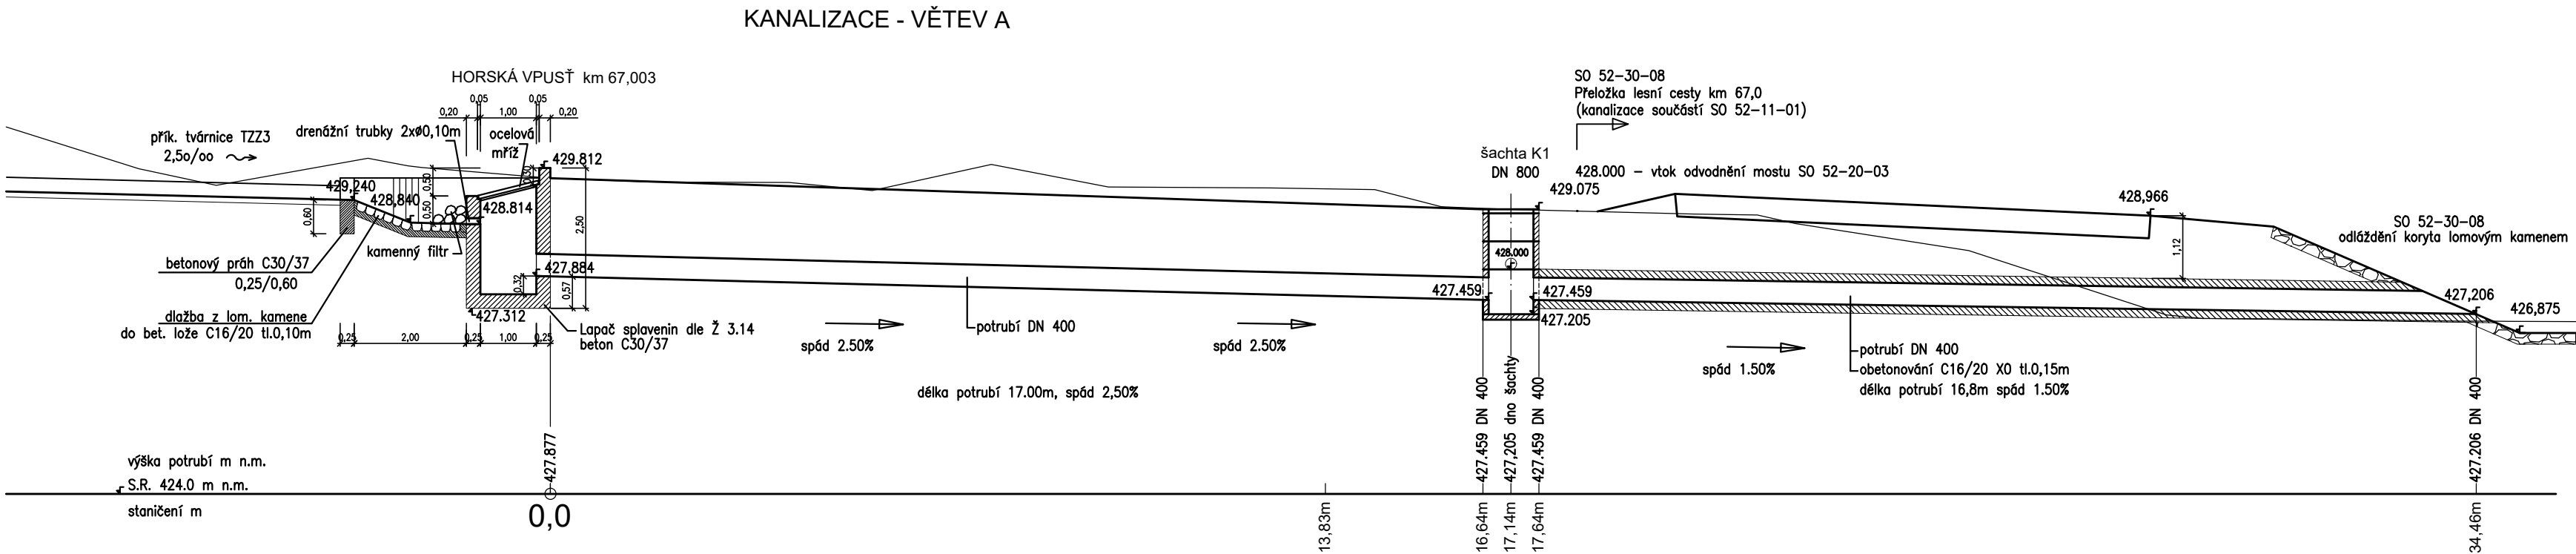 KANALIZACE - VĚTEV A
HORSKÁ VPUSŤ km 67,003
0,05
0,05
0,20
1,00
0,20
přík. tvárnice TZZ3
2,5o/oo
drenážní trubky 2xø0,10m
ocelová
mříž
429.812
0,30
0,50
429,240
428,840
428.814
0,60
0,50
2,50
kamenný filtr
betonový práh C30/37
0,25/0,60
427.884
0,32
0,57
427.312
dlažba z lom. kamene
do bet. lože C16/20 tl.0,10m
Lapač splavenin dle Ž 3.14
beton C30/37
0,25
2,00
0,25
1,00
0,25
spád 2.50%
potrubí DN 400
spád 2.50%
délka potrubí 17.00m, spád 2,50%
SO 52-30-08
Přeložka lesní cesty km 67,0
(kanalizace součástí SO 52-11-01)
šachta K1
DN 800
428.000 - vtok odvodnění mostu SO 52-20-03
429.075
428.000
427.459
427.459
427.205
428,966
1,12
SO 52-30-08
odláždění koryta lomovým kamenem
427,206
426,875
spád 1.50%
potrubí DN 400
obetonování C16/20 X0 tl.0,15m
délka potrubí 16,8m spád 1.50%
427.877
427.459 DN 400
427,205 dno šachty
427.459 DN 400
427.206 DN 400
výška potrubí m n.m.
S.R. 424.0 m n.m.
staničení m
0,0
13,83m
16,64m
17,14m
17,64m
34,46m